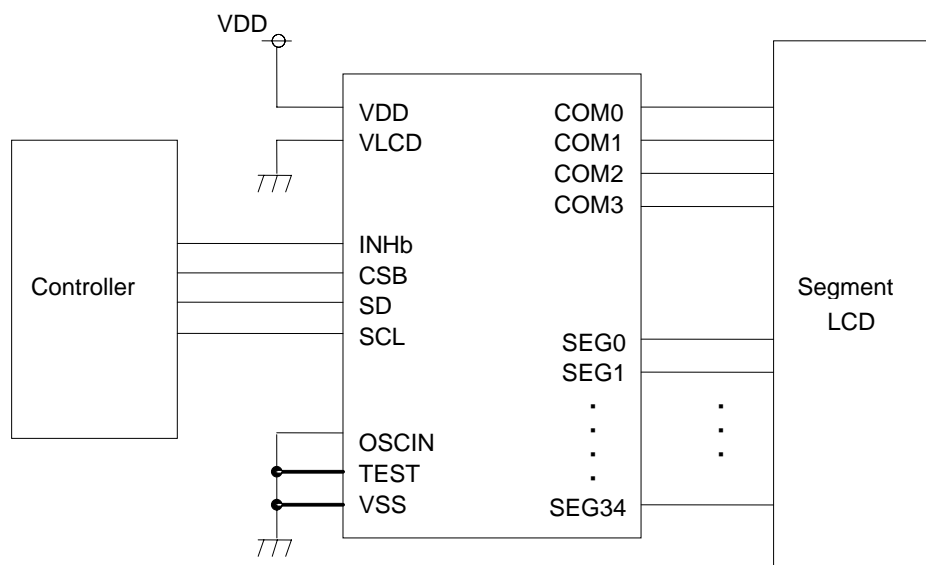 VDD
VDD
VLCD
INHb
CSB
SD
SCL
OSCIN
TEST
VSS
COM0
COM1
COM2
COM3
SEG0
SEG1
SEG34
Controller
Segment
LCD